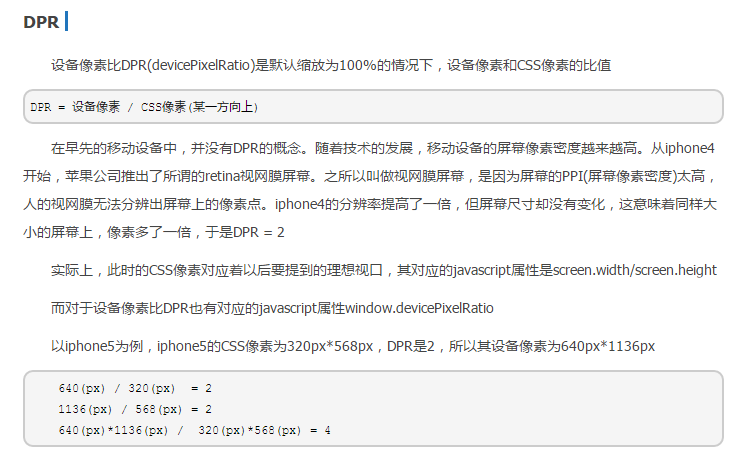 DPR
设备像素比DPR(devicePixelRatio)是默认缩放为100%的情况下，设备像素和CSS像素的比值
DPR = 设备像素 / CSS像素(某一方向上)
在早先的移动设备中，并没有DPR的概念。随着技术的发展，移动设备的屏幕像素密度越来越高。从iphone4
开始，苹果公司推出了所谓的retina视网膜屏幕。之所以叫做视网膜屏幕，是因为屏幕的PPI(屏幕像素密度)太高，
人的视网膜无法分辨出屏幕上的像素点。iphone4的分辨率提高了一倍，但屏幕尺寸却没有变化，这意味着同样大
小的屏幕上，像素多了一倍，于是DPR = 2
实际上，此时的CSS像素对应着以后要提到的理想视口，其对应的javascript属性是screen.width/screen.height
而对于设备像素比DPR也有对应的javascript属性window.devicePixelRatio
以iphone5为例，iphone5的CSS像素为320px*568px，DPR是2，所以其设备像素为640px*1136px
640(px) / 320(px) = 2
1136(px) / 568(px) = 2
640(px)*1136(px) / 320(px)*568(px) = 4